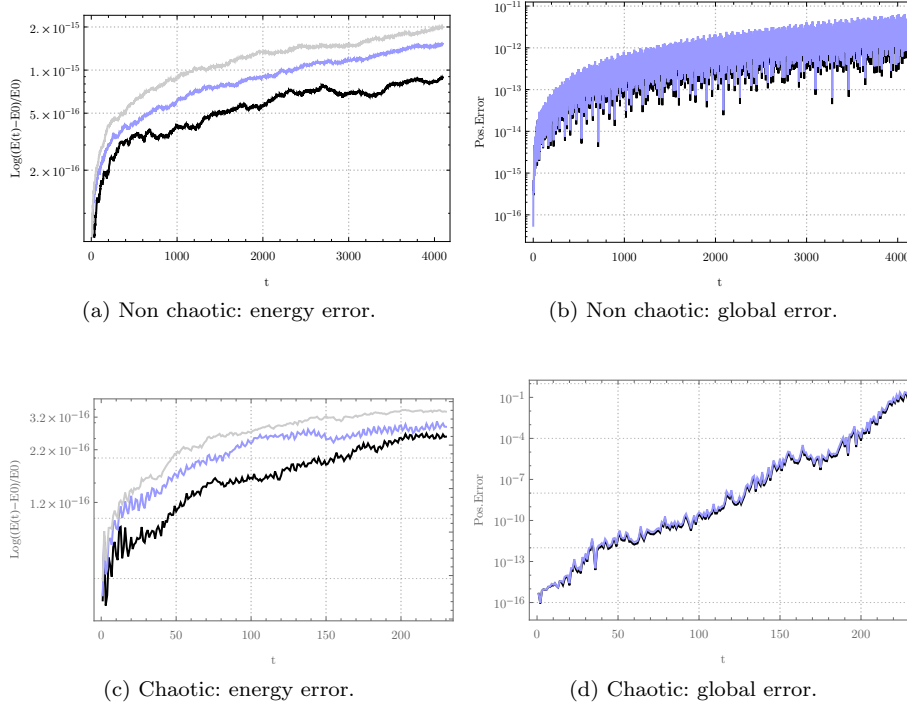 Log((E(t)−E0)/E0)
2.×10⁻¹⁵
1.×10⁻¹⁵
5.×10⁻¹⁶
2.×10⁻¹⁶
0 1000 2000 3000 4000
t
(a) Non chaotic: energy error.
Pos.Error
10⁻¹¹
10⁻¹²
10⁻¹³
10⁻¹⁴
10⁻¹⁵
10⁻¹⁶
0 1000 2000 3000 4000
t
(b) Non chaotic: global error.
Log((E(t)−E0)/E0)
3.2×10⁻¹⁶
2.2×10⁻¹⁶
1.2×10⁻¹⁶
0 50 100 150 200
t
(c) Chaotic: energy error.
Pos.Error
10⁻¹
10⁻⁴
10⁻⁷
10⁻¹⁰
10⁻¹³
10⁻¹⁶
0 50 100 150 200
t
(d) Chaotic: global error.